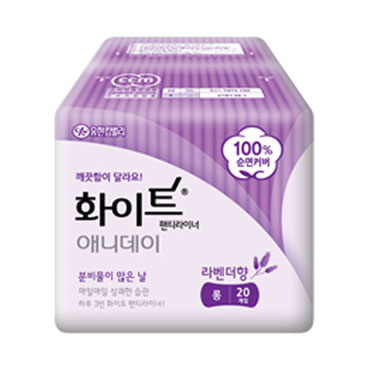 CCM
유한킴벌리
100%
순면커버
깨끗함이 달라요!
화이트®
팬티라이너
애니데이
분비물이 많은 날
매일매일 상쾌한 습관
하루 3번 화이트 팬티라이너!
라벤더향
롱 20개입